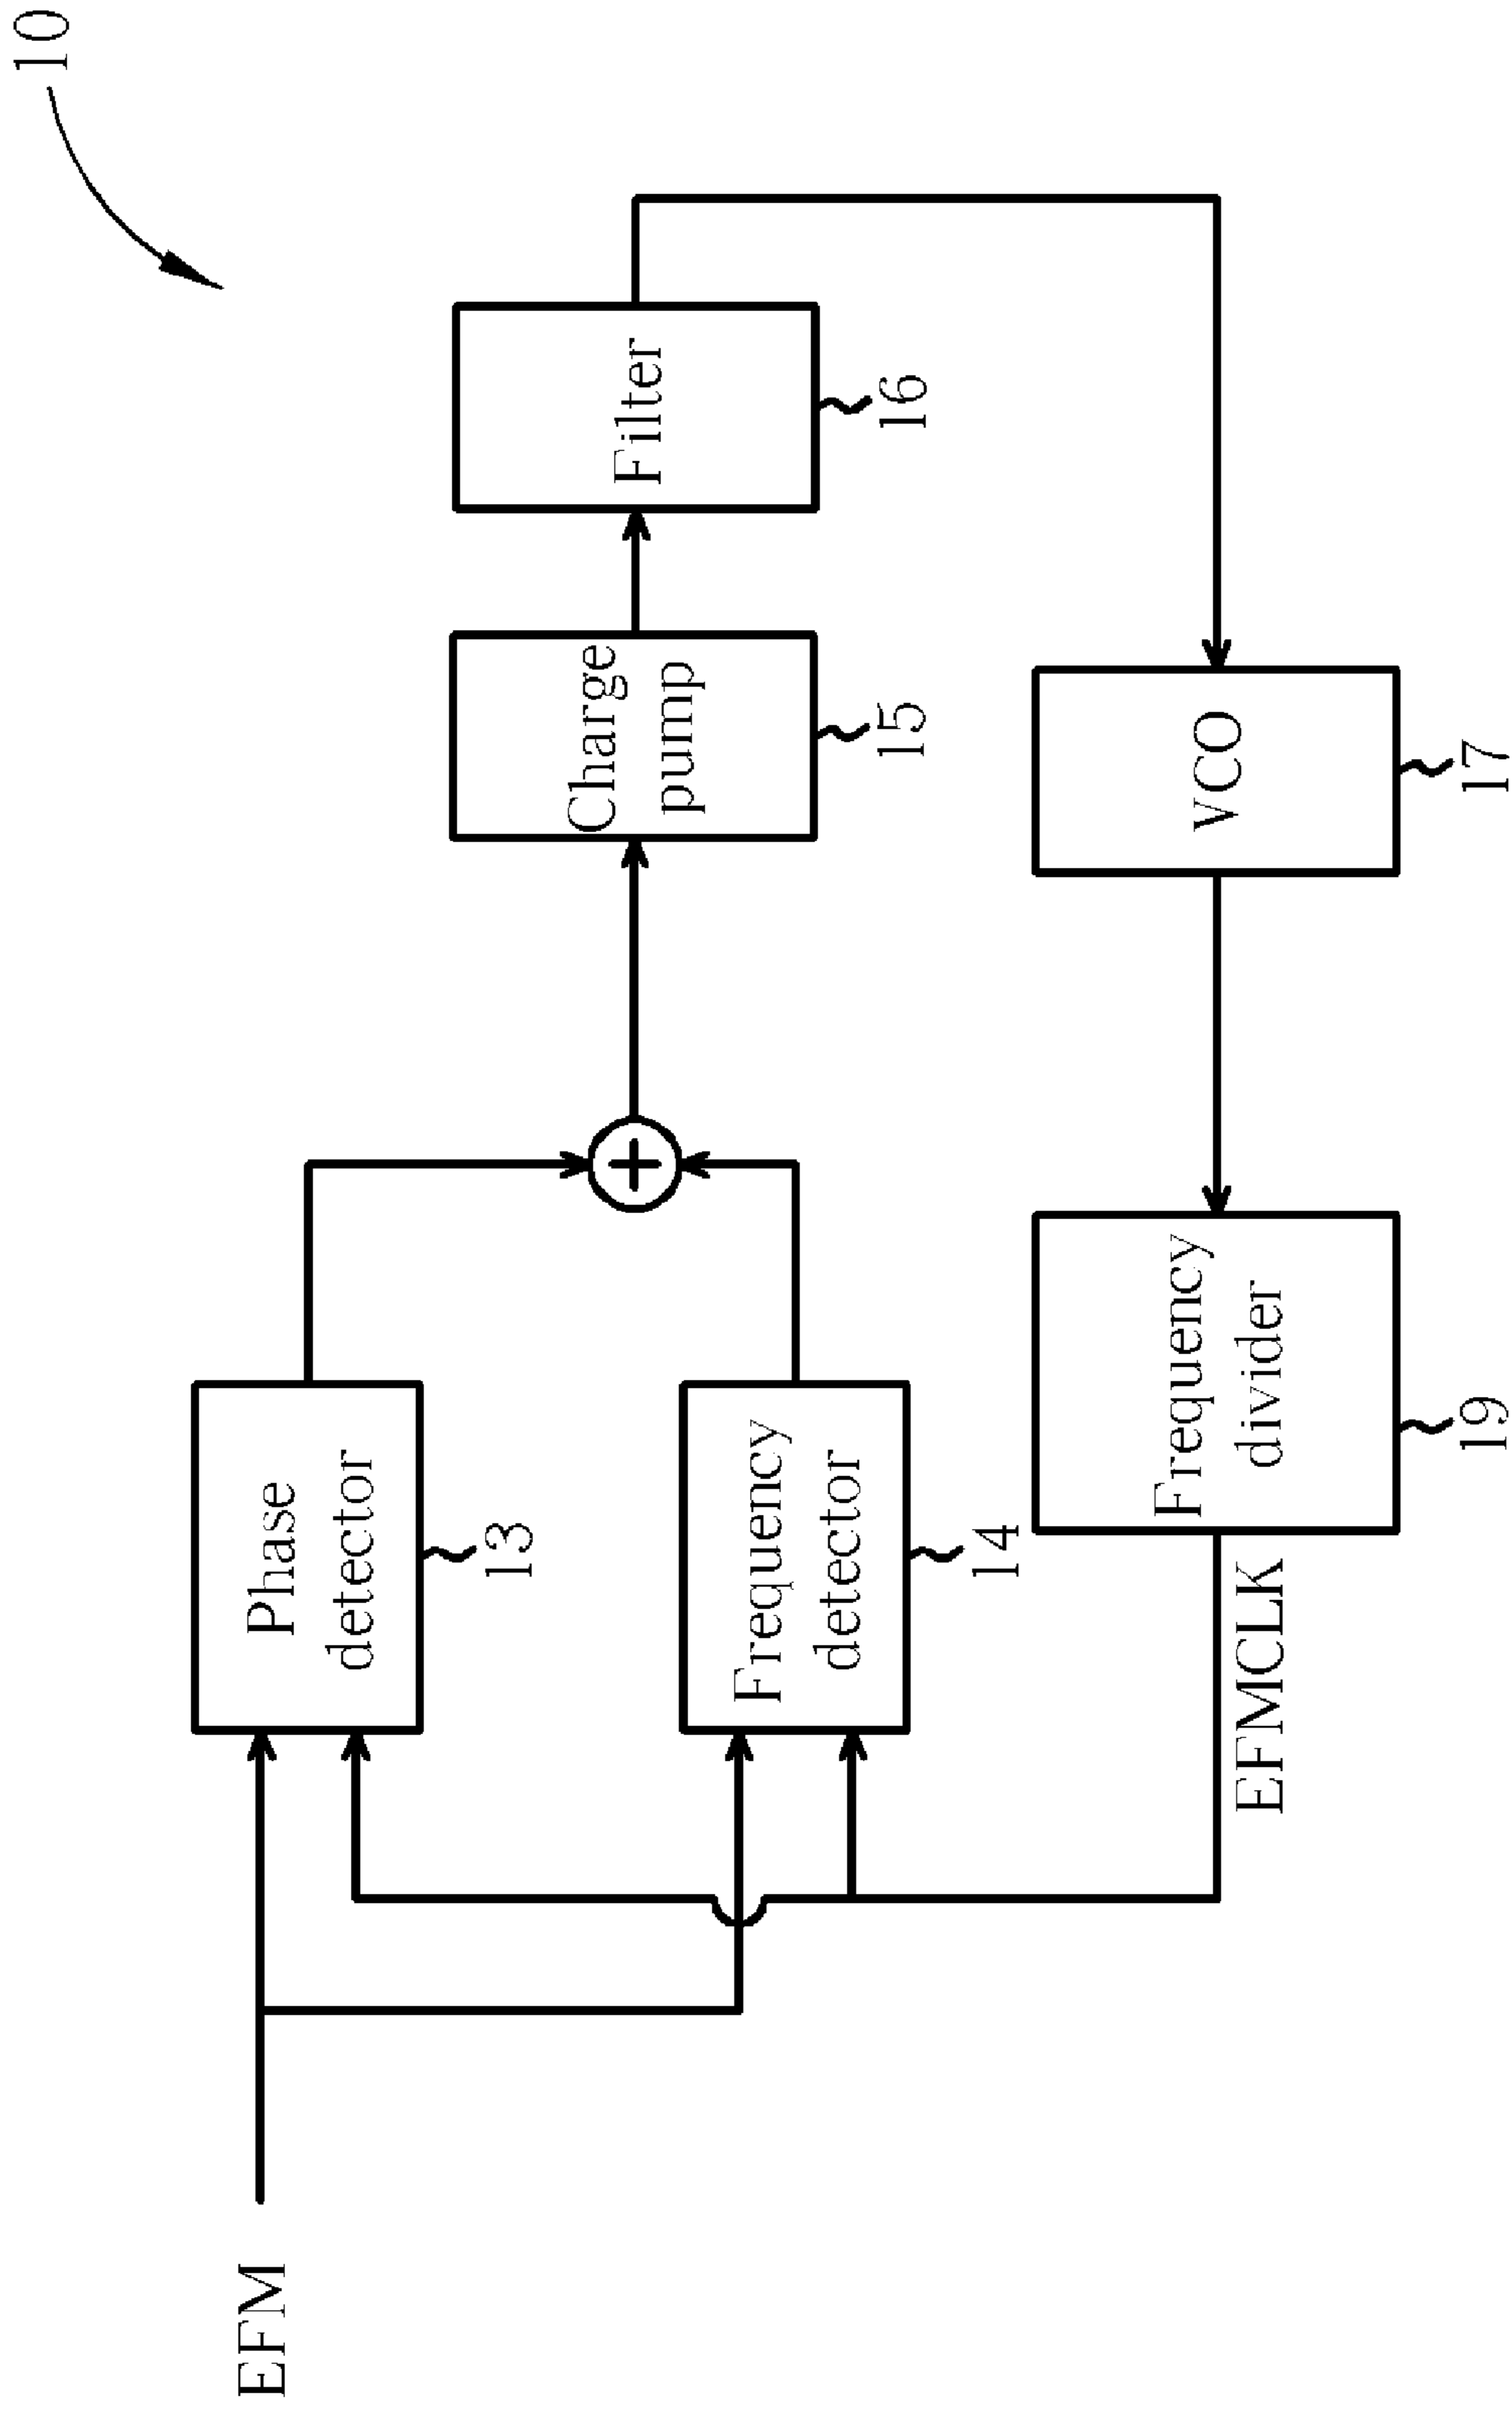 10
EFM
Phase
detector
13
Frequency
detector
14
Charge
pump
15
Filter
16
VCO
17
Frequency
divider
19
EFMCLK